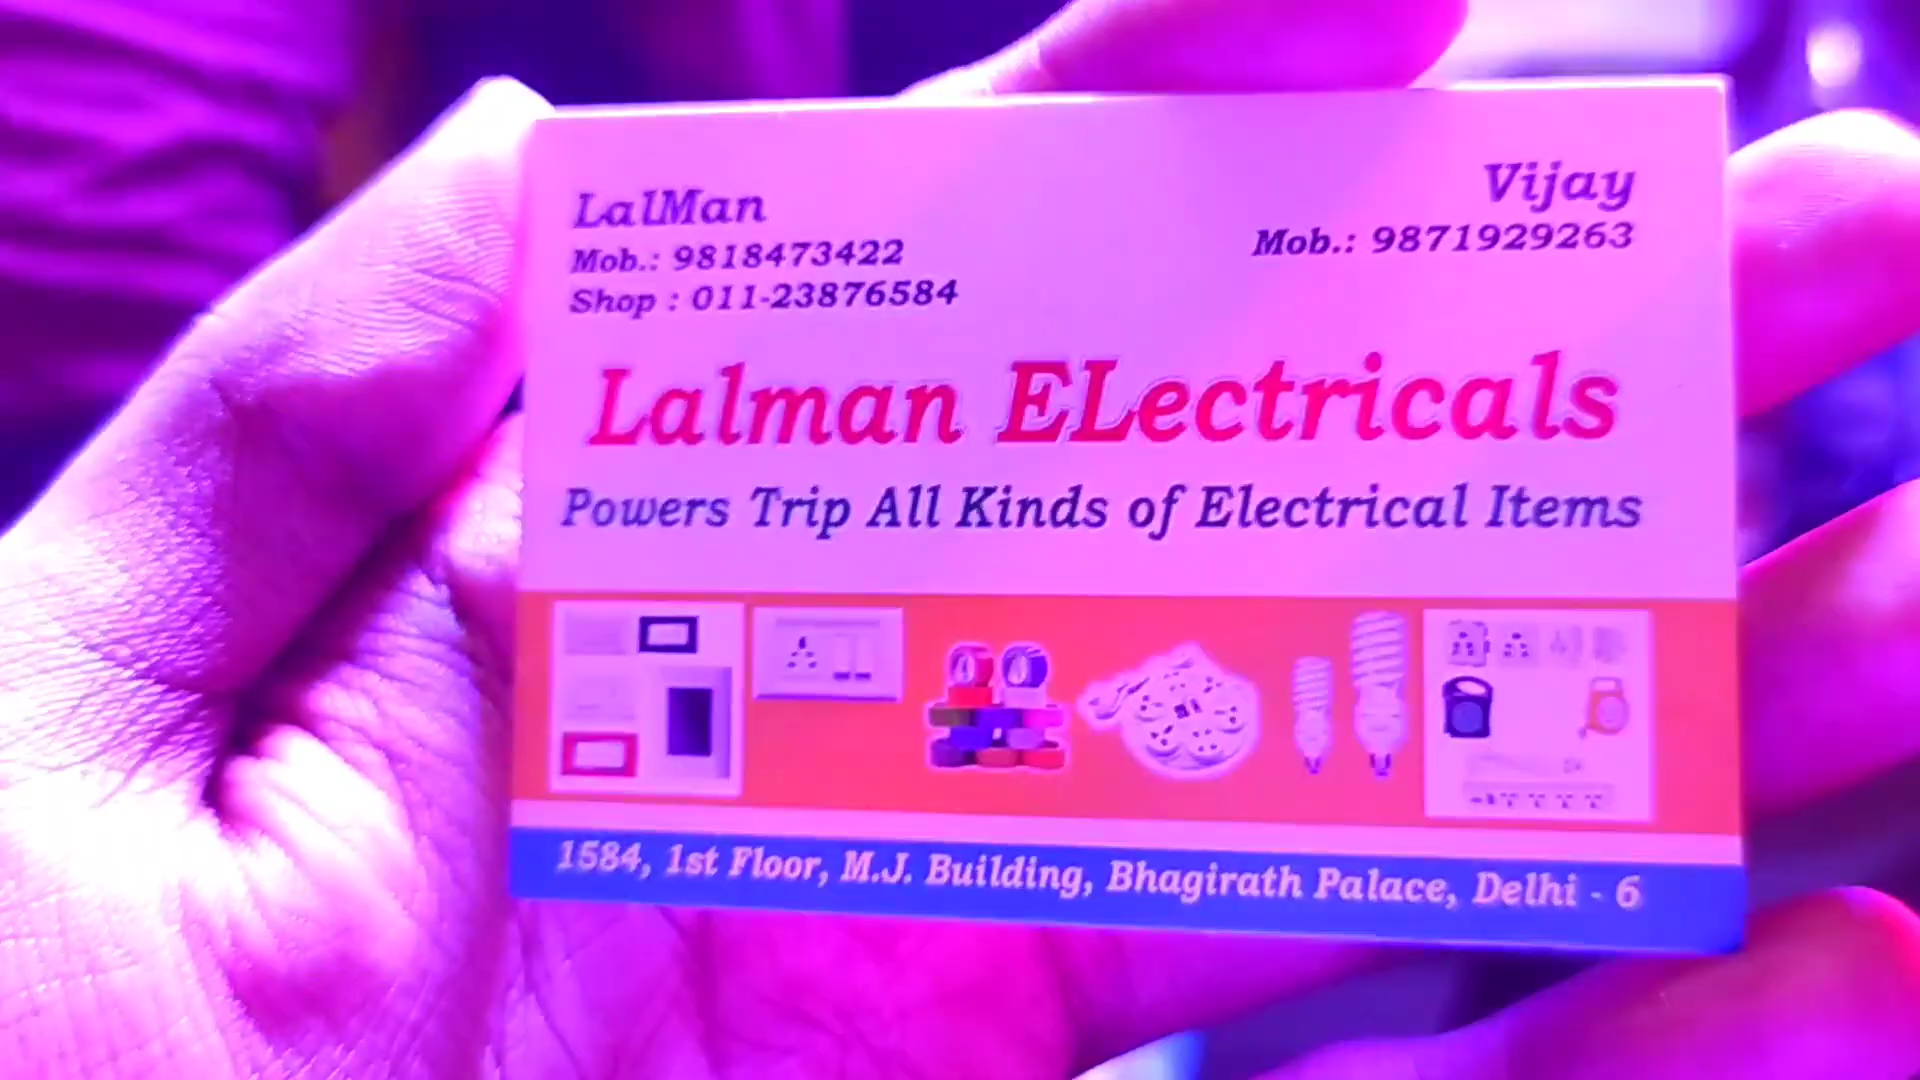 LalMan
Mob.: 9818473422
Shop : 011-23876584
Vijay
Mob.: 9871929263
Lalman ELectricals
Powers Trip All Kinds of Electrical Items
1584, 1st Floor, M.J. Building, Bhagirath Palace, Delhi - 6